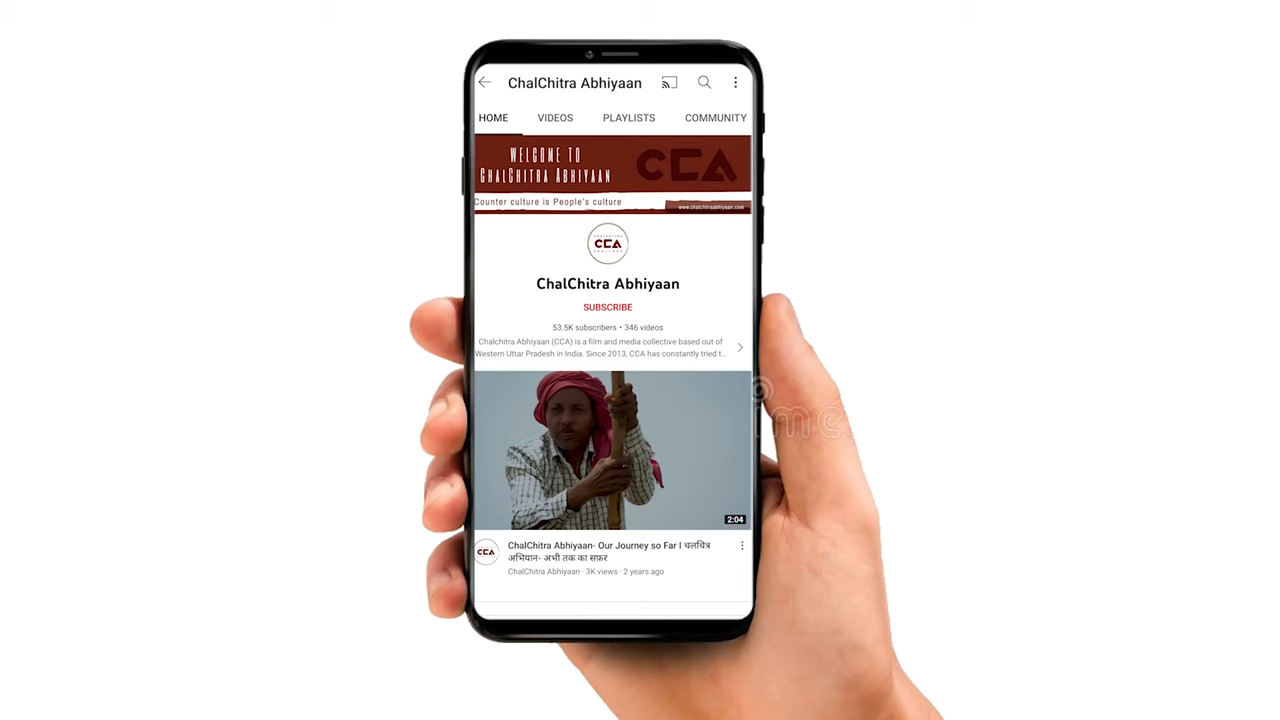 ChalChitra Abhiyaan
HOME VIDEOS PLAYLISTS COMMUNITY
WELCOME TO
CHALCHITRA ABHIYAAN
CCA
Counter culture is People's culture
www.chalchitraabhiyaan.com
CCA
ChalChitra Abhiyaan
SUBSCRIBE
53.5K subscribers • 346 videos
Chalchitra Abhiyaan (CCA) is a film and media collective based out of
Western Uttar Pradesh in India. Since 2013, CCA has constantly tried t...
2:04
CCA
ChalChitra Abhiyaan- Our Journey so Far I चलचित्र
अभियान- अभी तक का सफ़र
ChalChitra Abhiyaan · 3K views · 2 years ago